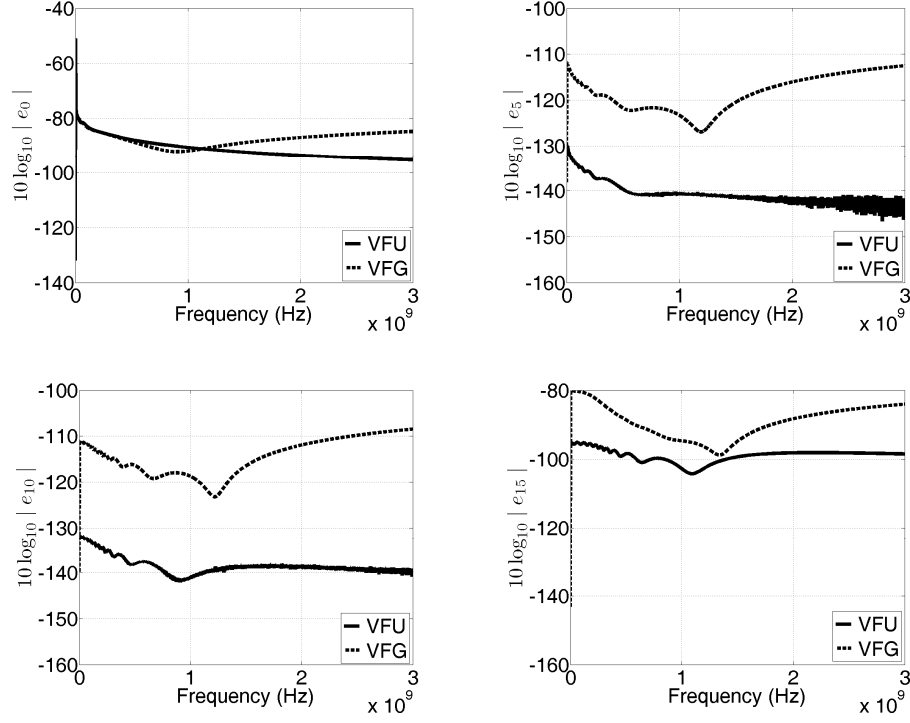 -40
-60
-80
-100
-120
-140
10 log10 | e0 |
0 1 2 3
Frequency (Hz)
x 10^9
VFU
VFG
-100
-110
-120
-130
-140
-150
-160
10 log10 | e5 |
0 1 2 3
Frequency (Hz)
x 10^9
VFU
VFG
-100
-110
-120
-130
-140
-150
-160
10 log10 | e10 |
0 1 2 3
Frequency (Hz)
x 10^9
VFU
VFG
-80
-100
-120
-140
-160
10 log10 | e15 |
0 1 2 3
Frequency (Hz)
x 10^9
VFU
VFG